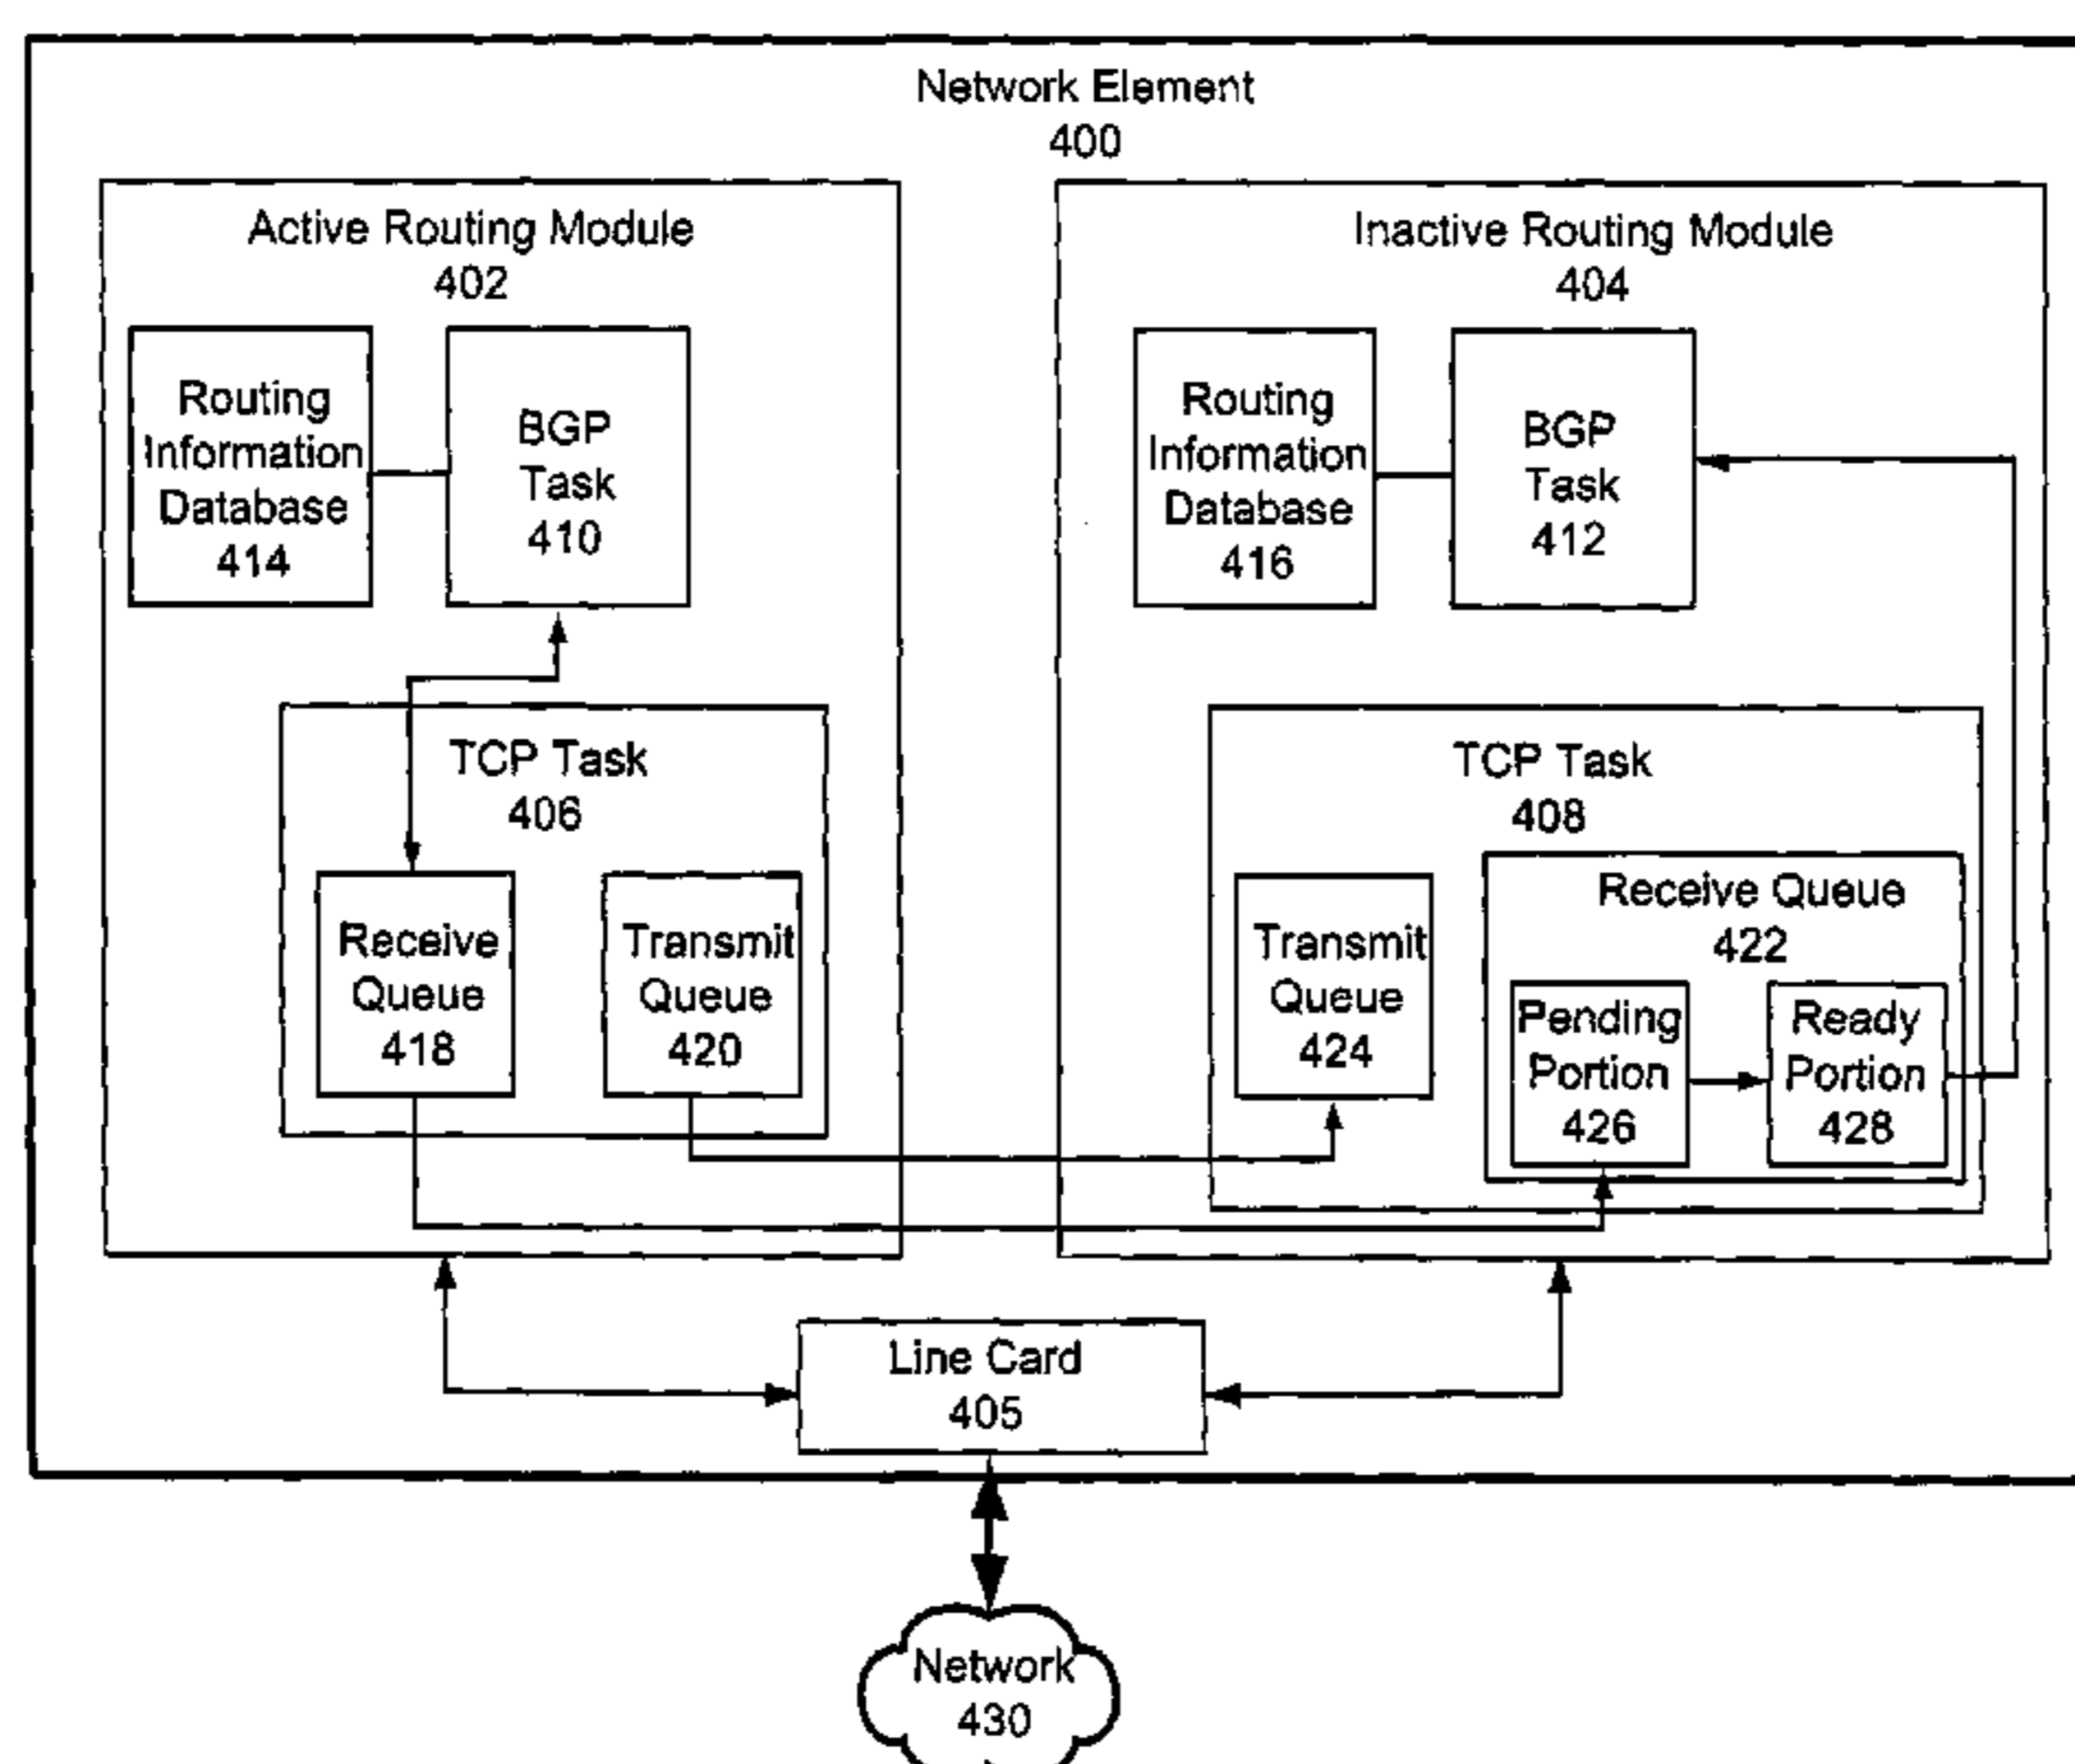 Network Element
400
Active Routing Module
402
Routing
Information
Database
414
BGP
Task
410
TCP Task
406
Receive
Queue
418
Transmit
Queue
420
Inactive Routing Module
404
Routing
Information
Database
416
BGP
Task
412
TCP Task
408
Transmit
Queue
424
Receive Queue
422
Pending
Portion
426
Ready
Portion
428
Line Card
405
Network
430